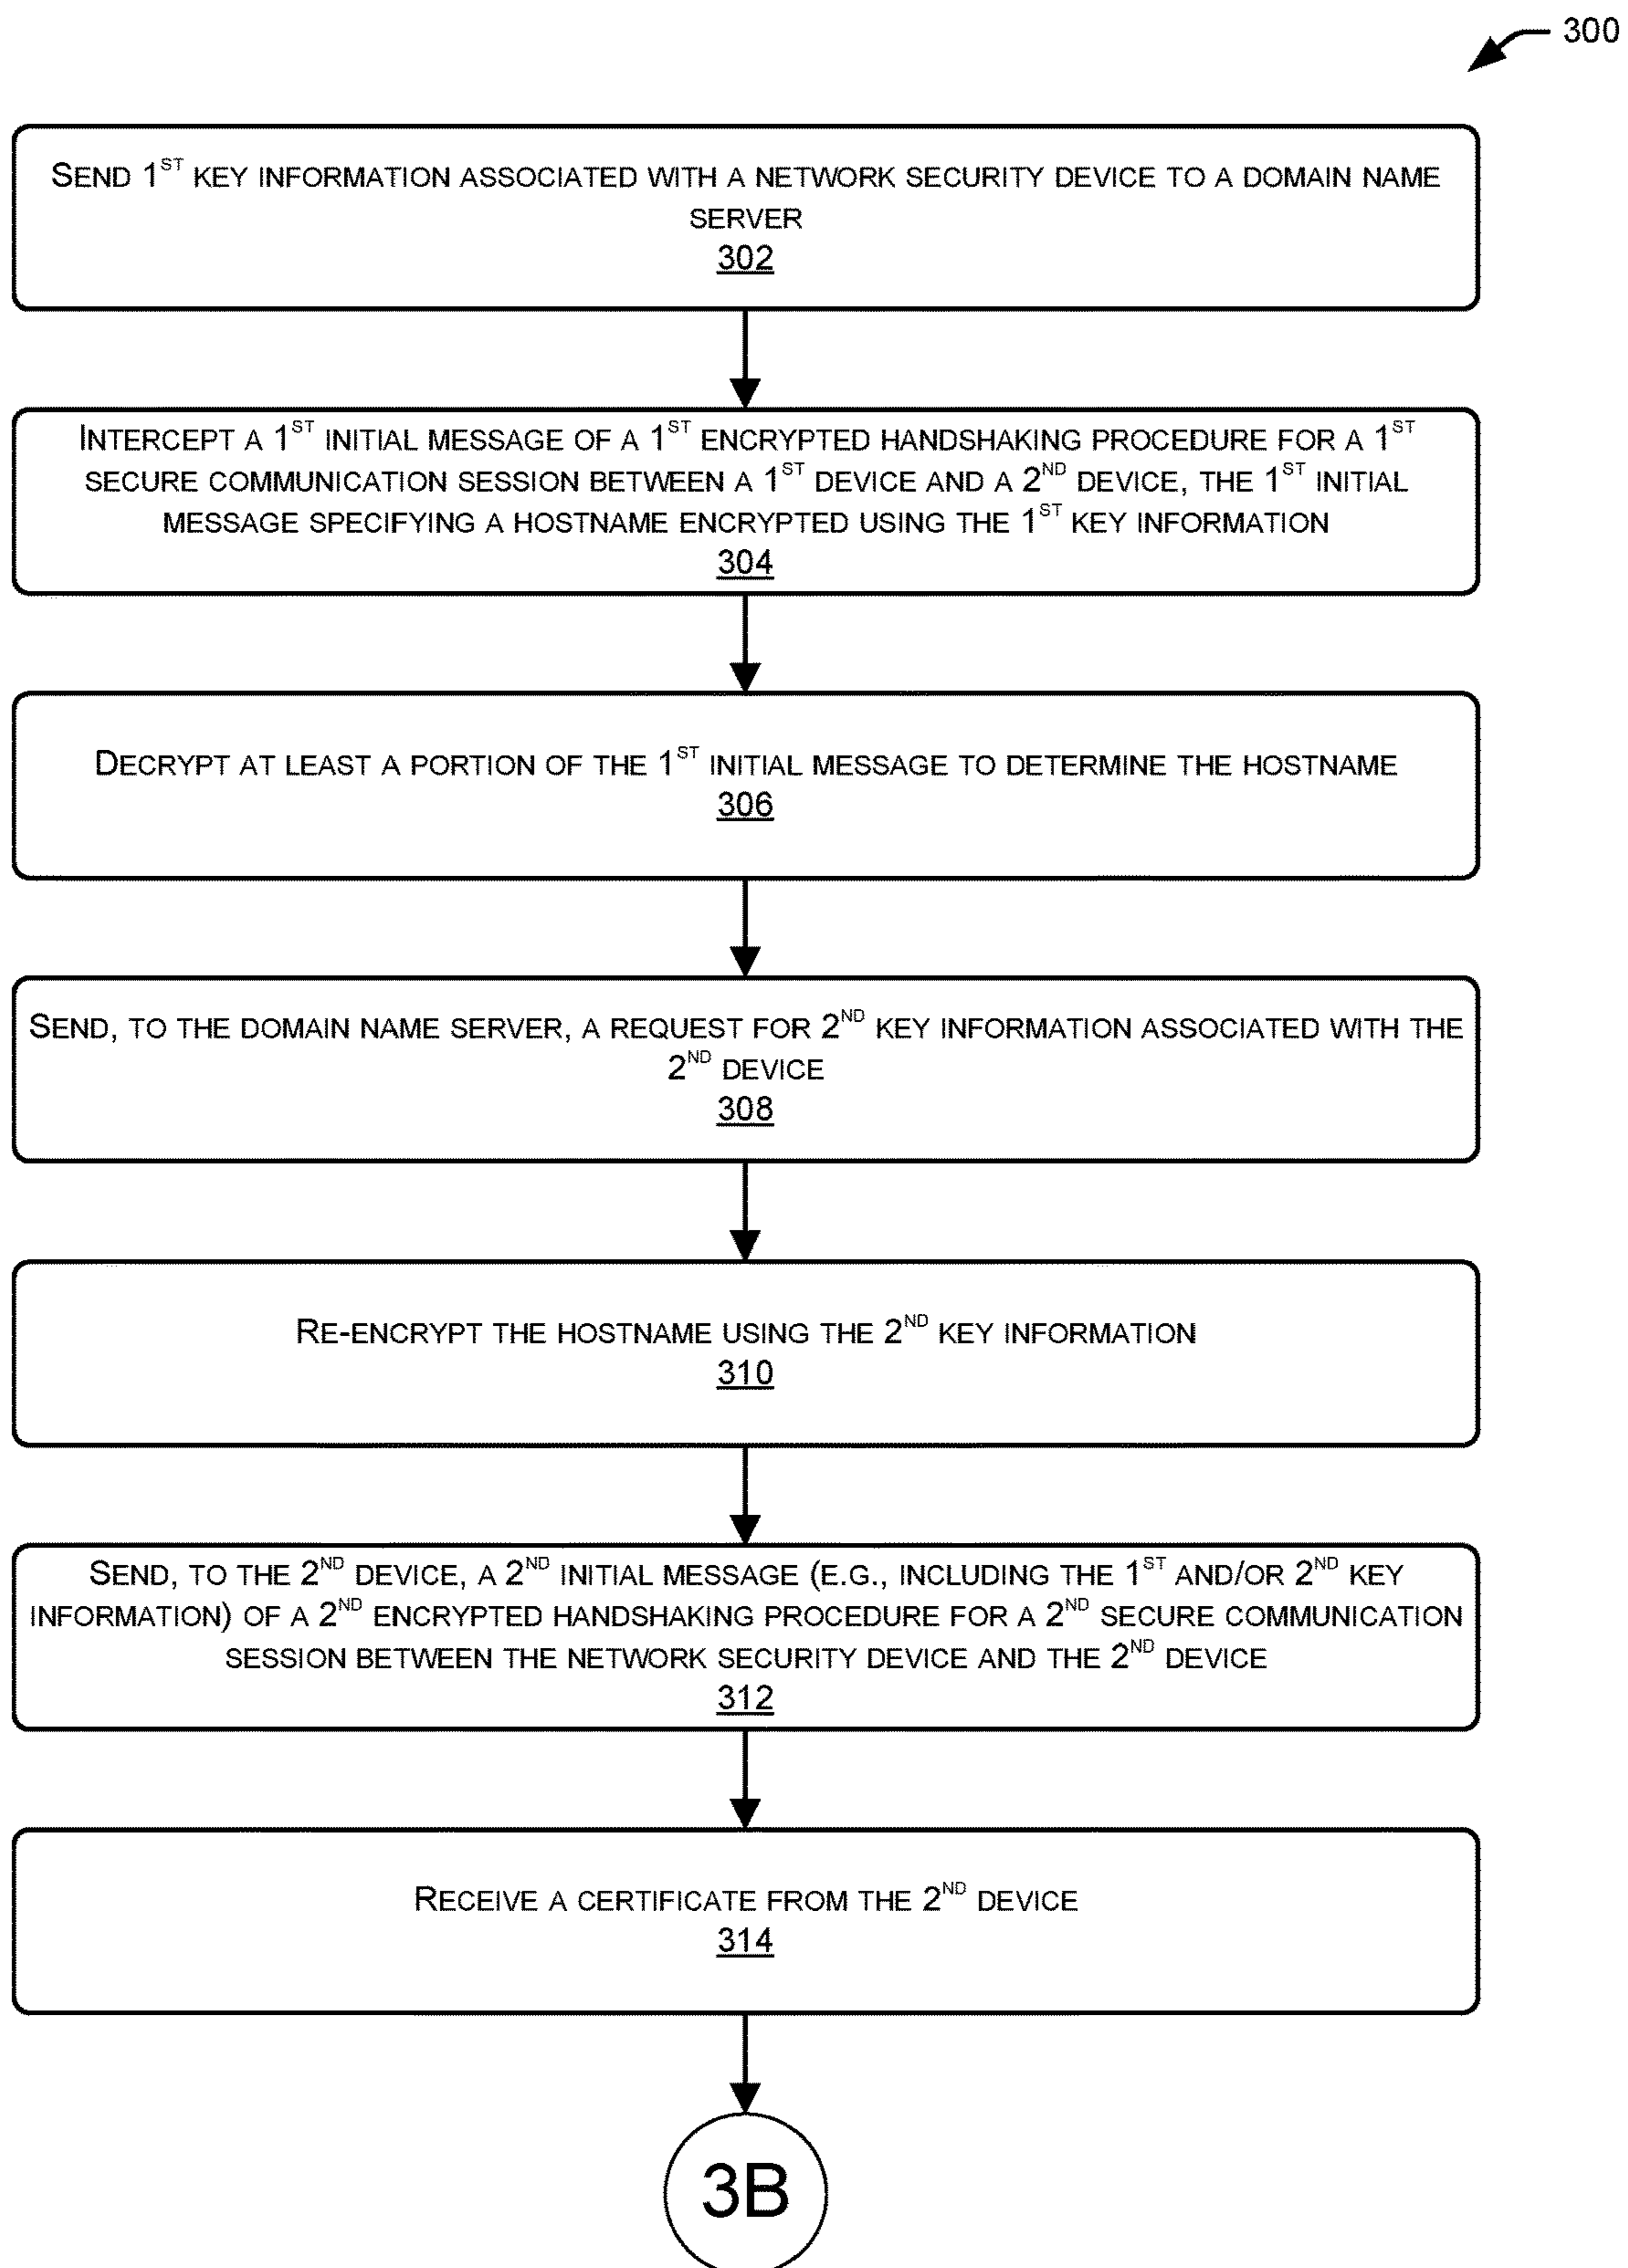 300
SEND 1ST KEY INFORMATION ASSOCIATED WITH A NETWORK SECURITY DEVICE TO A DOMAIN NAME
SERVER
302
INTERCEPT A 1ST INITIAL MESSAGE OF A 1ST ENCRYPTED HANDSHAKING PROCEDURE FOR A 1ST
SECURE COMMUNICATION SESSION BETWEEN A 1ST DEVICE AND A 2ND DEVICE, THE 1ST INITIAL
MESSAGE SPECIFYING A HOSTNAME ENCRYPTED USING THE 1ST KEY INFORMATION
304
DECRYPT AT LEAST A PORTION OF THE 1ST INITIAL MESSAGE TO DETERMINE THE HOSTNAME
306
SEND, TO THE DOMAIN NAME SERVER, A REQUEST FOR 2ND KEY INFORMATION ASSOCIATED WITH THE
2ND DEVICE
308
RE-ENCRYPT THE HOSTNAME USING THE 2ND KEY INFORMATION
310
SEND, TO THE 2ND DEVICE, A 2ND INITIAL MESSAGE (E.G., INCLUDING THE 1ST AND/OR 2ND KEY
INFORMATION) OF A 2ND ENCRYPTED HANDSHAKING PROCEDURE FOR A 2ND SECURE COMMUNICATION
SESSION BETWEEN THE NETWORK SECURITY DEVICE AND THE 2ND DEVICE
312
RECEIVE A CERTIFICATE FROM THE 2ND DEVICE
314
3B